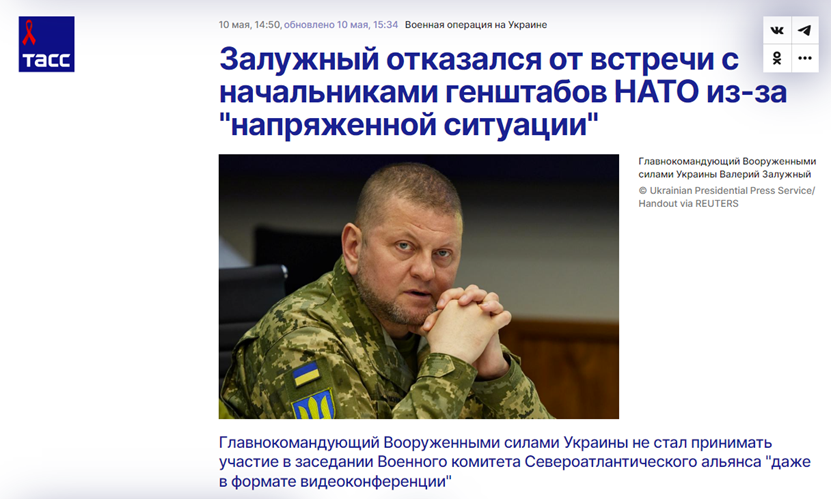 ТАСС
10 мая, 14:50, обновлено 10 мая, 15:34 Военная операция на Украине
Залужный отказался от встречи с
начальниками генштабов НАТО из-за
"напряженной ситуации"
Главнокомандующий Вооруженными
силами Украины Валерий Залужный
© Ukrainian Presidential Press Service/
Handout via REUTERS
Главнокомандующий Вооруженными силами Украины не стал принимать
участие в заседании Военного комитета Североатлантического альянса "даже
в формате видеоконференции"